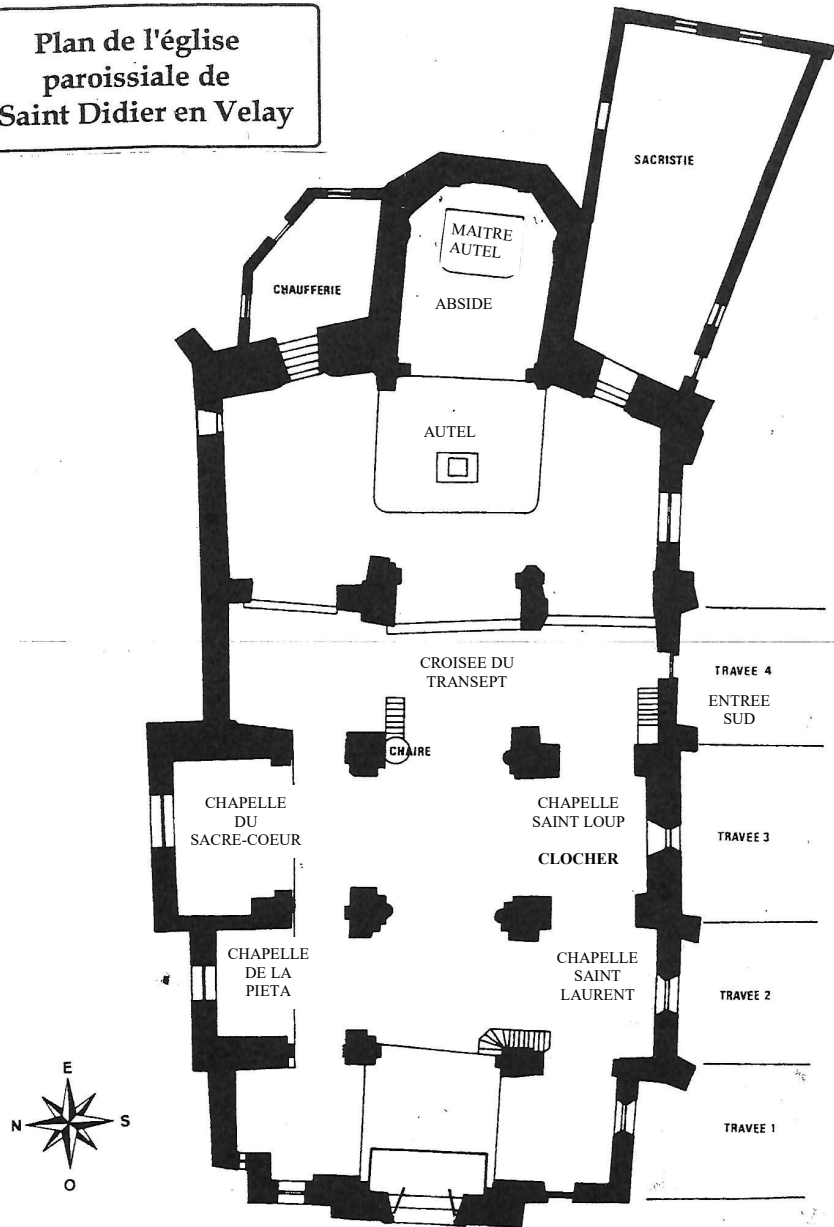 Plan de l'église
paroissiale de
Saint Didier en Velay
SACRISTIE
MAITRE
AUTEL
CHAUFFERIE
ABSIDE
AUTEL
CROISEE DU
TRANSEPT
TRAVEE 4
ENTREE
SUD
CHAIRE
CHAPELLE
DU
SACRE-COEUR
CHAPELLE
SAINT LOUP
CLOCHER
TRAVEE 3
CHAPELLE
DE LA
PIETA
CHAPELLE
SAINT
LAURENT
TRAVEE 2
E
N
S
O
TRAVEE 1